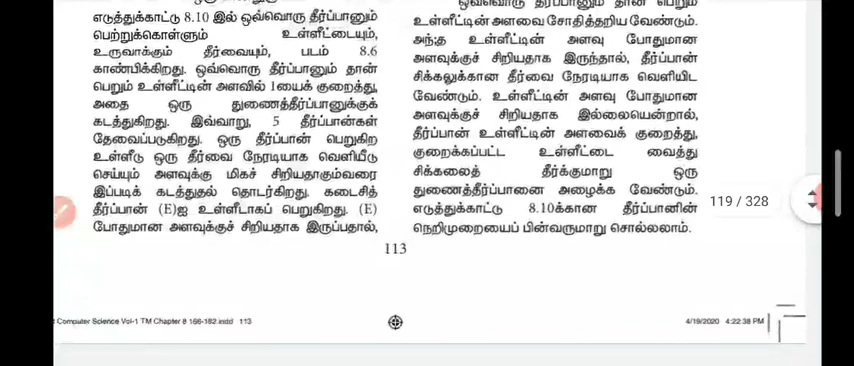 எடுத்துக்காட்டு 8.10 இல் ஒவ்வொரு தீர்ப்பானும்
பெற்றுக்கொள்ளும் உள்ளீட்டையும்,
உருவாக்கும் தீர்வையும், படம் 8.6
காண்பிக்கிறது. ஒவ்வொரு தீர்ப்பானும் தான்
பெறும் உள்ளீட்டின் அளவில் 1யைக் குறைத்து,
அதை ஒரு துணைத்தீர்ப்பானுக்குக்
கடத்துகிறது. இவ்வாறு, 5 தீர்ப்பான்கள்
தேவைப்படுகிறது. ஒரு தீர்ப்பான் பெறுகிற
உள்ளீடு ஒரு தீர்வை நேரடியாக வெளியீடு
செய்யும் அளவுக்கு மிகச் சிறியதாகும்வரை
இப்படிக் கடத்துதல் தொடர்கிறது. கடைசித்
தீர்ப்பான் (E)ஐ உள்ளீடாகப் பெறுகிறது. (E)
போதுமான அளவுக்குச் சிறியதாக இருப்பதால்,
ஒவ்வொரு தீர்ப்பானும் தான் பெறும்
உள்ளீட்டின் அளவை சோதித்தறிய வேண்டும்.
அந்;த உள்ளீட்டின் அளவு போதுமான
அளவுக்குச் சிறியதாக இருந்தால், தீர்ப்பான்
சிக்கலுக்கான தீர்வை நேரடியாக வெளியிட
வேண்டும். உள்ளீட்டின் அளவு போதுமான
அளவுக்குச் சிறியதாக இல்லையென்றால்,
தீர்ப்பான் உள்ளீட்டின் அளவைக் குறைத்து,
குறைக்கப்பட்ட உள்ளீட்டை வைத்து
சிக்கலைத் தீர்க்குமாறு ஒரு
துணைத்தீர்ப்பானை அழைக்க வேண்டும்.
எடுத்துக்காட்டு 8.10க்கான தீர்ப்பானின்
நெறிமுறையைப் பின்வருமாறு சொல்லலாம்.
119 / 328
113
Computer Science Vol-1 TM Chapter 8 166-182.indd 113
4/19/2020 4:22:38 PM